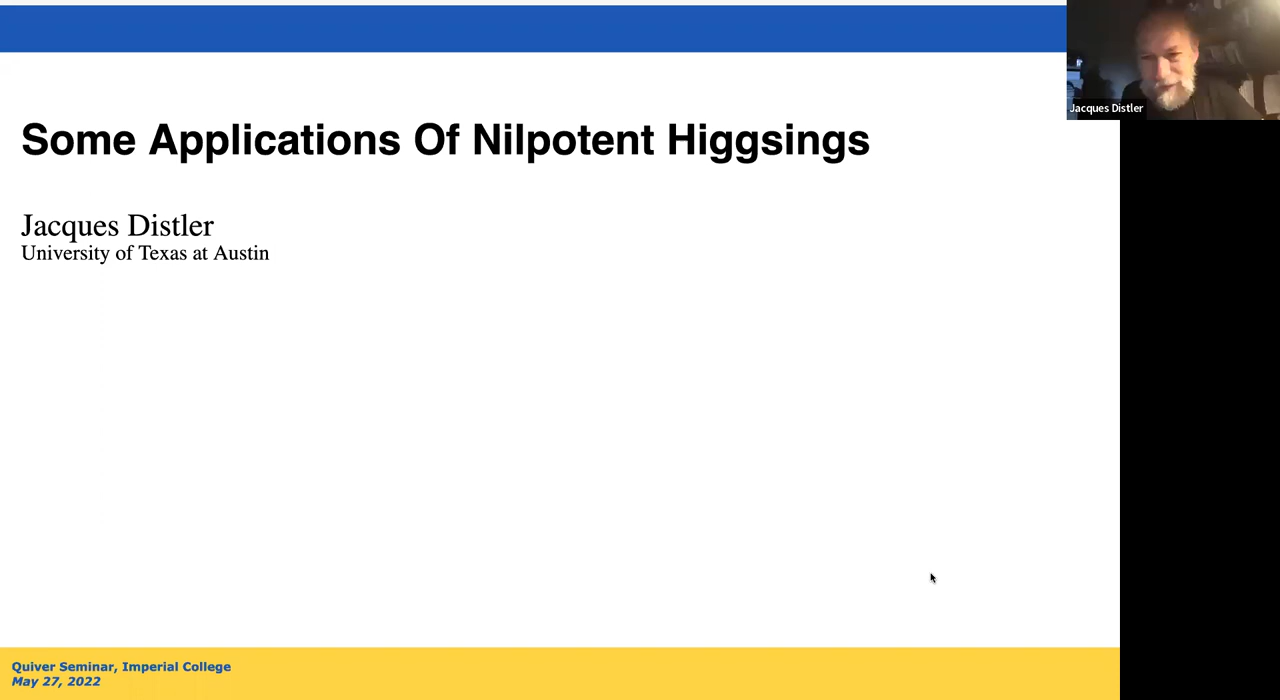 Some Applications Of Nilpotent Higgsings
Jacques Distler
University of Texas at Austin
Jacques Distler
Quiver Seminar, Imperial College
May 27, 2022